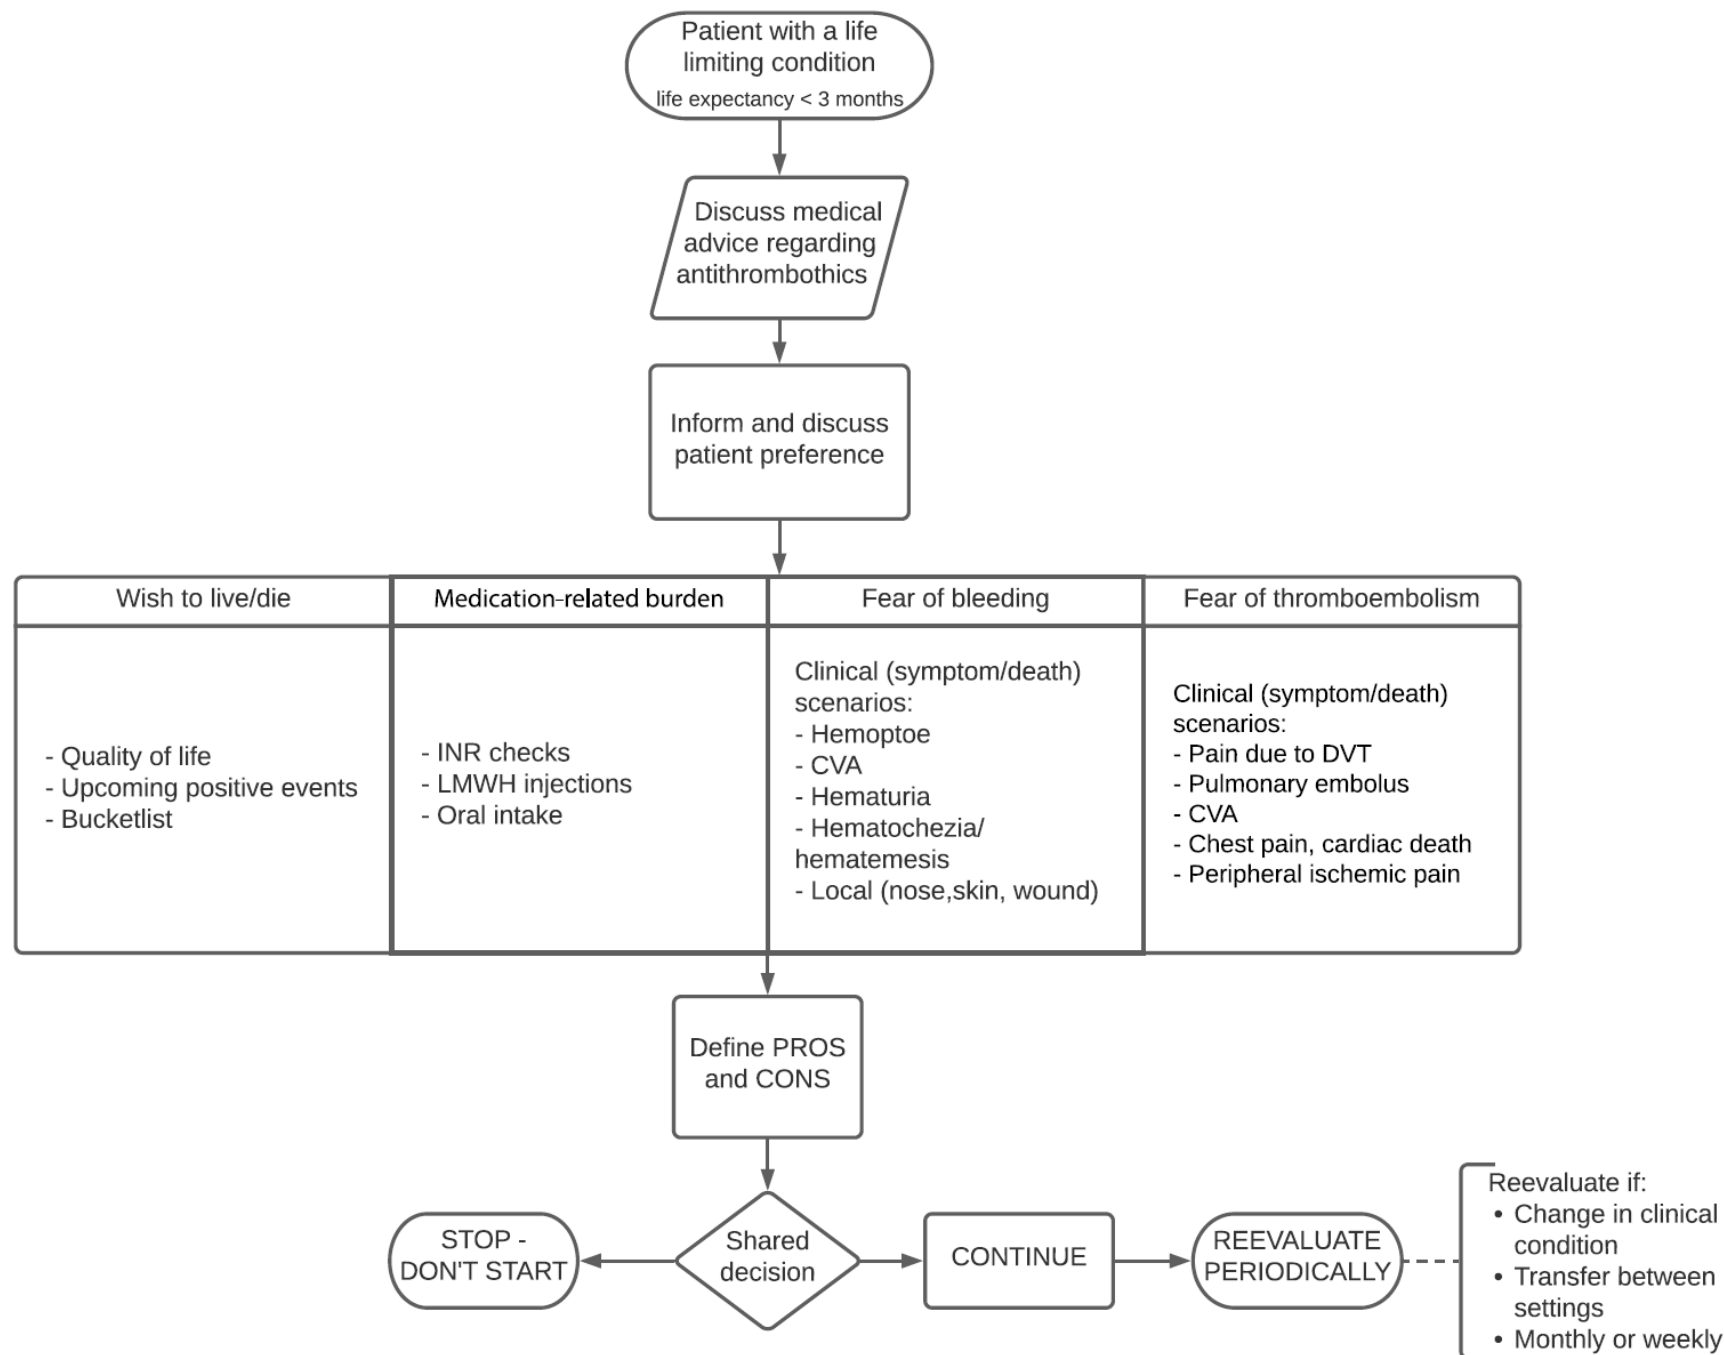 Patient with a life
limiting condition
life expectancy < 3 months
Discuss medical
advice regarding
antithrombothics
Inform and discuss
patient preference
Wish to live/die
Medication-related burden
Fear of bleeding
Fear of thromboembolism
- Quality of life
- Upcoming positive events
- Bucketlist
- INR checks
- LMWH injections
- Oral intake
Clinical (symptom/death)
scenarios:
- Hemoptoe
- CVA
- Hematuria
- Hematochezia/
hematemesis
- Local (nose,skin, wound)
Clinical (symptom/death)
scenarios:
- Pain due to DVT
- Pulmonary embolus
- CVA
- Chest pain, cardiac death
- Peripheral ischemic pain
Define PROS
and CONS
STOP -
DON'T START
Shared
decision
CONTINUE
REEVALUATE
PERIODICALLY
Reevaluate if:
• Change in clinical
condition
• Transfer between
settings
• Monthly or weekly